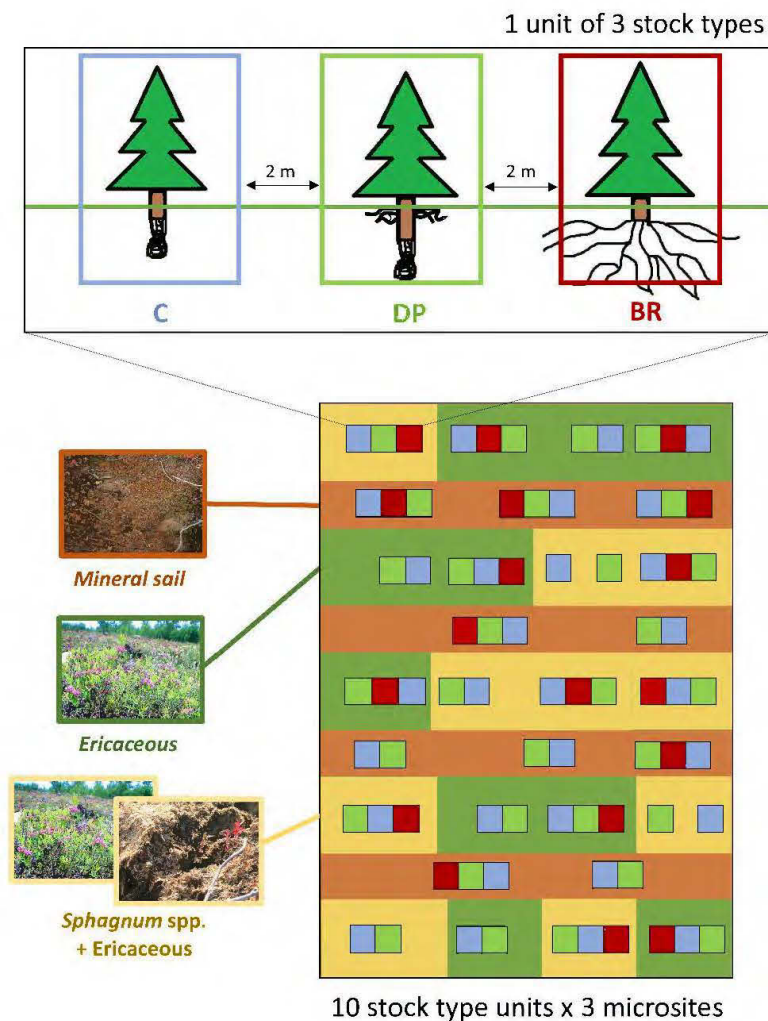 1 unit of 3 stock types
2 m
2 m
C
DP
BR
Mineral sail
Ericaceous
Sphagnum spp.
+ Ericaceous
10 stock type units x 3 microsites